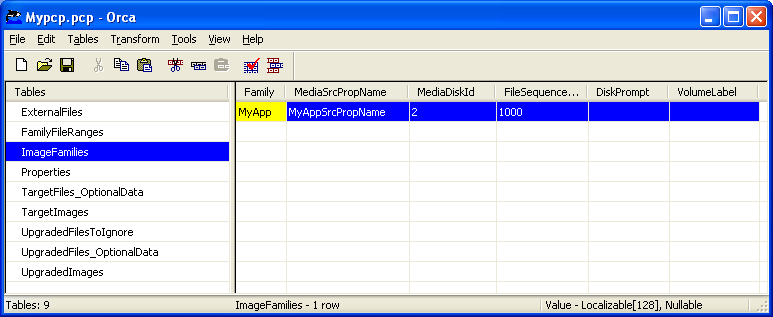 Mypcp.pcp - Orca
File Edit Tables Transform Tools View Help
Tables Family MediaSrcPropName MediaDiskId FileSequence... DiskPrompt VolumeLabel
ExternalFiles MyApp MyAppSrcPropName 2 1000
FamilyFileRanges
ImageFamilies
Properties
TargetFiles_OptionalData
TargetImages
UpgradedFilesToIgnore
UpgradedFiles_OptionalData
UpgradedImages
Tables: 9 ImageFamilies - 1 row Value - Localizable[128], Nullable